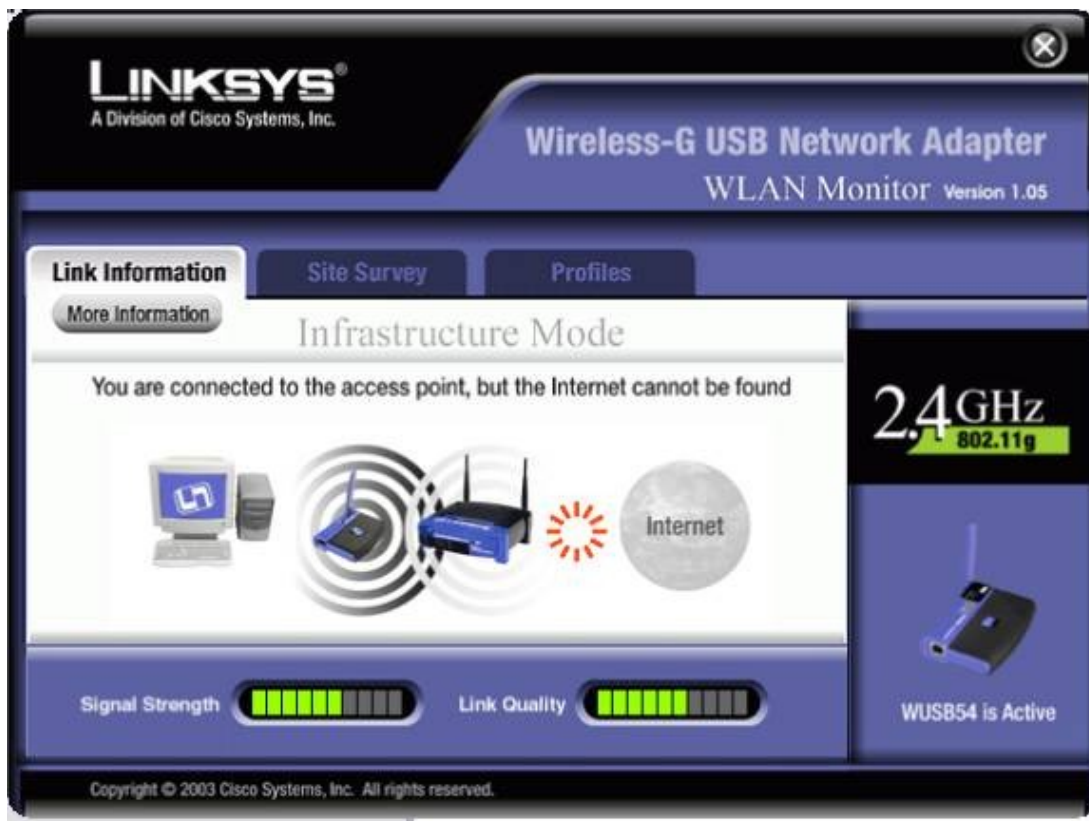 LINKSYS®
A Division of Cisco Systems, Inc.
Wireless-G USB Network Adapter
WLAN Monitor Version 1.05
Link Information
Site Survey
Profiles
More Information
Infrastructure Mode
You are connected to the access point, but the Internet cannot be found
2.4 GHz
802.11g
Internet
Signal Strength
Link Quality
WUSB54 is Active
Copyright © 2003 Cisco Systems, Inc. All rights reserved.